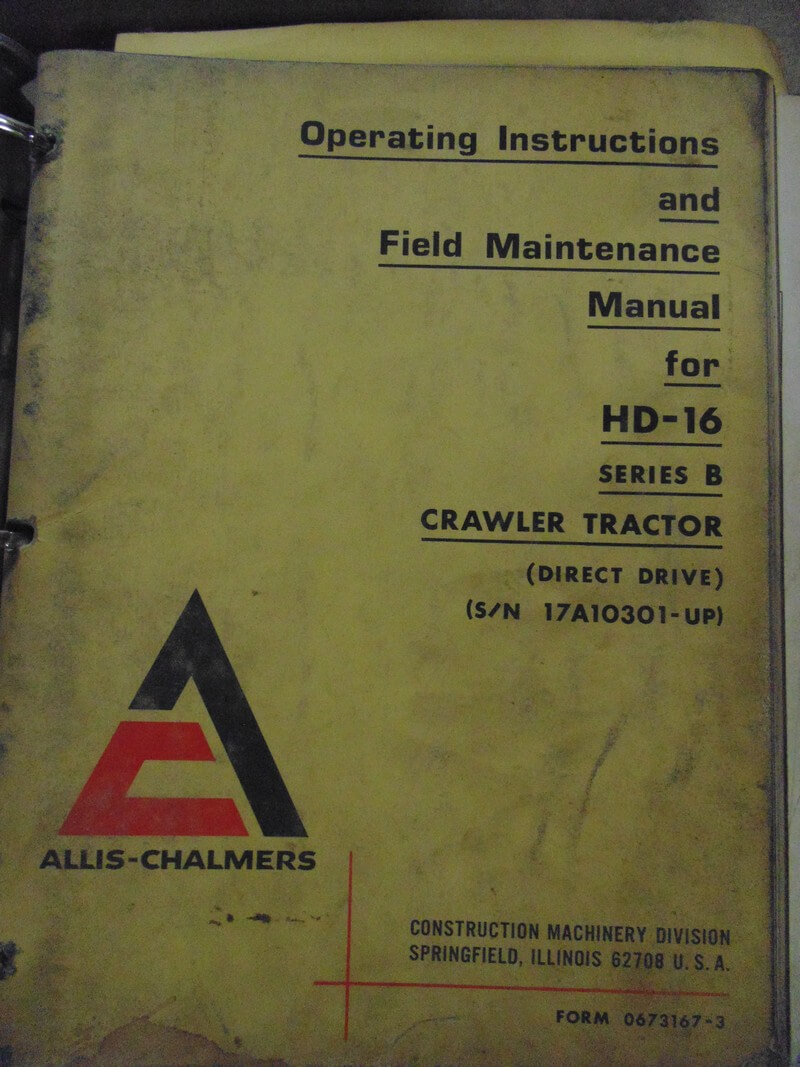 Operating Instructions
and
Field Maintenance
Manual
for
HD-16
SERIES B
CRAWLER TRACTOR
(DIRECT DRIVE)
(S/N 17A10301-UP)
ALLIS-CHALMERS
CONSTRUCTION MACHINERY DIVISION
SPRINGFIELD, ILLINOIS 62708 U. S. A.
FORM 0673167-3